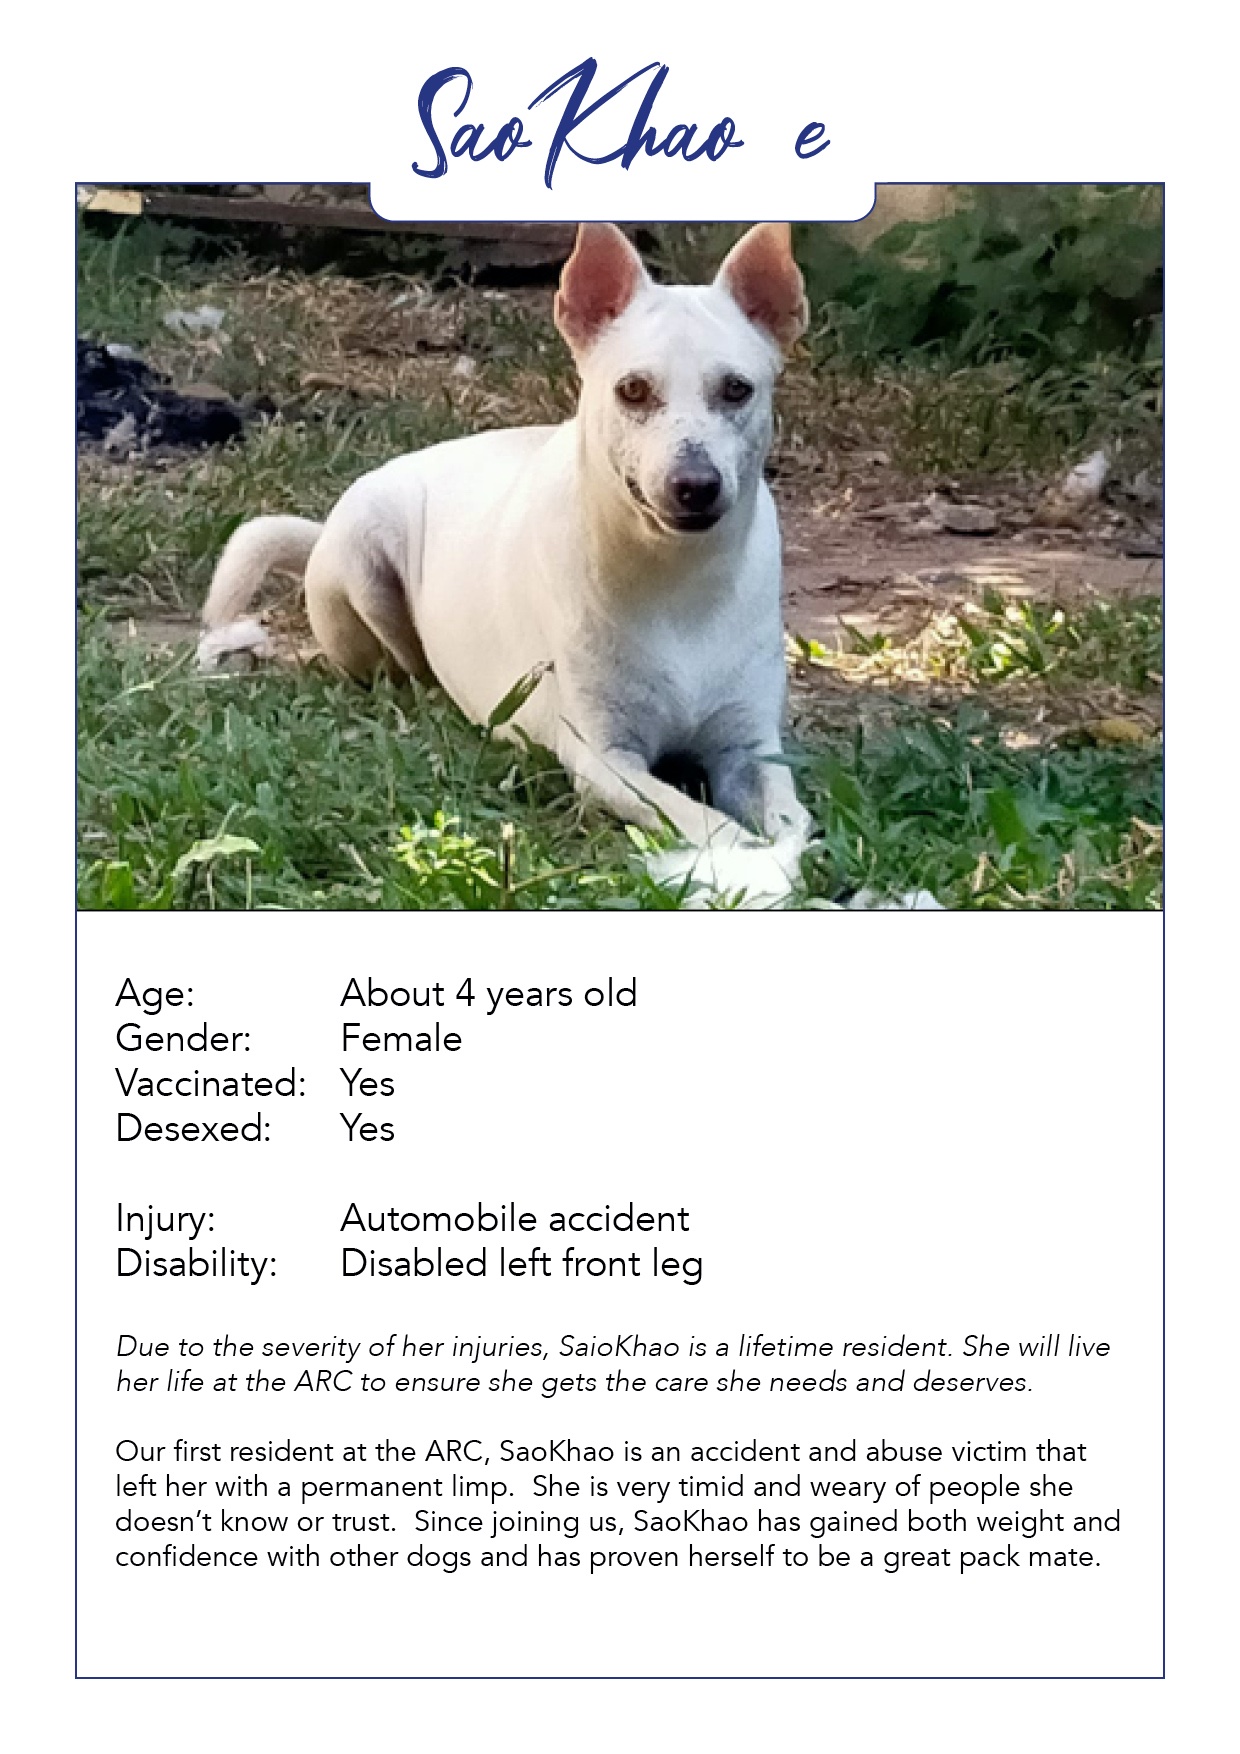 SaoKhao e
Age: About 4 years old
Gender: Female
Vaccinated: Yes
Desexed: Yes
Injury: Automobile accident
Disability: Disabled left front leg
Due to the severity of her injuries, SaioKhao is a lifetime resident. She will live
her life at the ARC to ensure she gets the care she needs and deserves.
Our first resident at the ARC, SaoKhao is an accident and abuse victim that
left her with a permanent limp.  She is very timid and weary of people she
doesn’t know or trust.  Since joining us, SaoKhao has gained both weight and
confidence with other dogs and has proven herself to be a great pack mate.